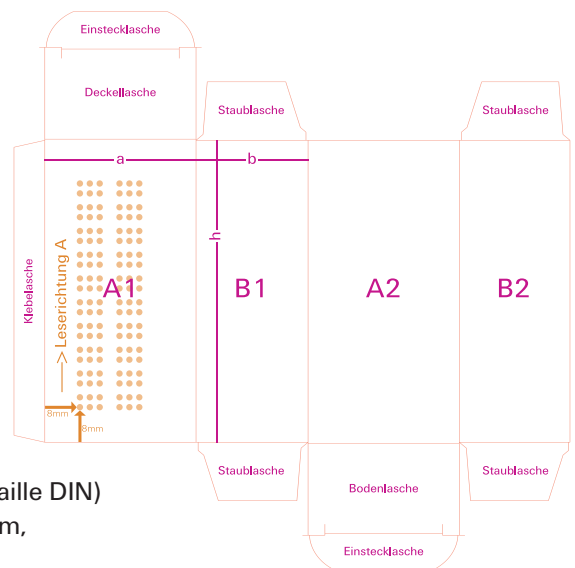 Einstecklasche
Deckellasche
Staublasche
Staublasche
a
b
h
Klebelasche
—> Leserichtung A
A1
B1
A2
B2
8mm
8mm
Staublasche
Bodenlasche
Staublasche
Einstecklasche
aille DIN)
m,